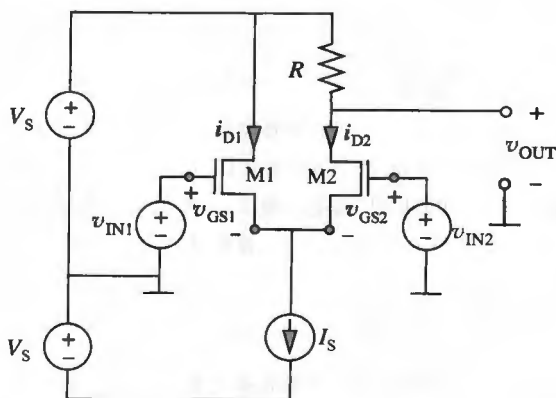 R
+
V_S
+
−
i_D1
i_D2
v_OUT
M1
M2
+
v_GS1
+
v_GS2
−
v_IN1
+
−
−
−
+
−
v_IN2
V_S
+
−
I_S